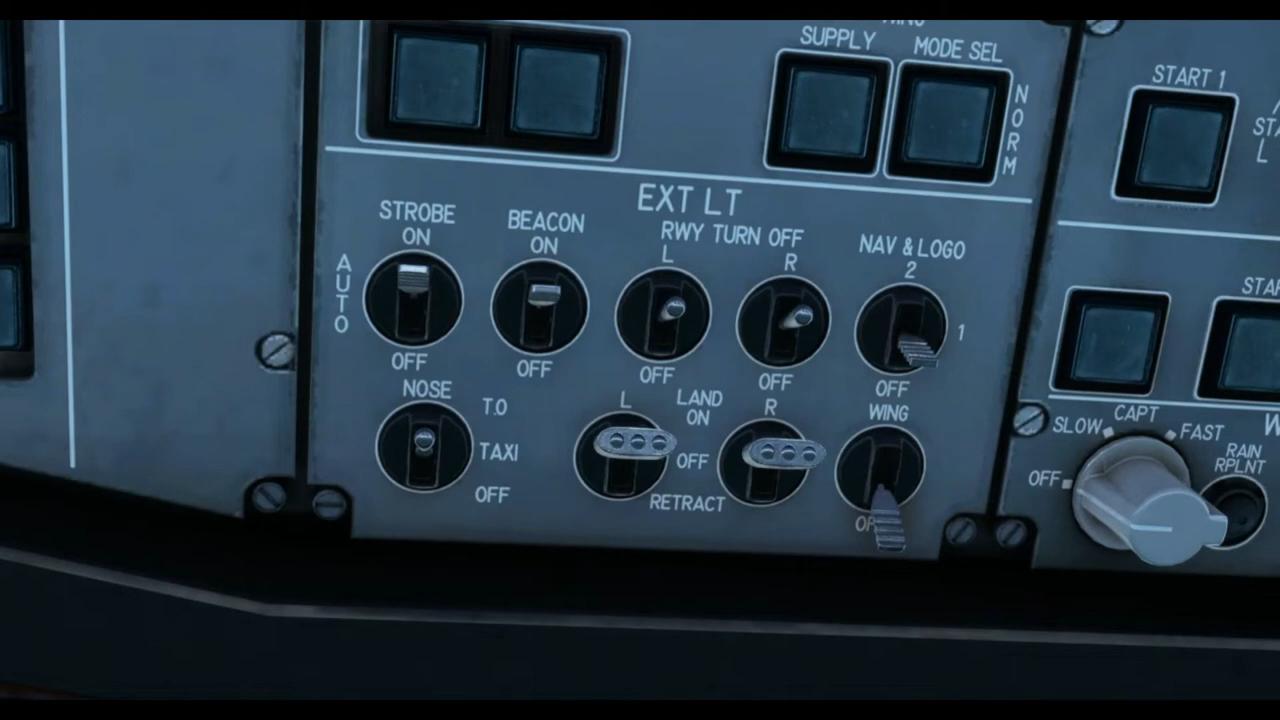 SUPPLY
MODE SEL
NORM
START 1
EXT LT
STROBE
ON
AUTO
OFF
BEACON
ON
OFF
RWY TURN OFF
L
R
OFF
OFF
NAV & LOGO
2
1
OFF
NOSE
T.O
TAXI
OFF
L
LAND
ON
R
OFF
RETRACT
WING
SLOW
CAPT
FAST
OFF
RAIN
RPLNT